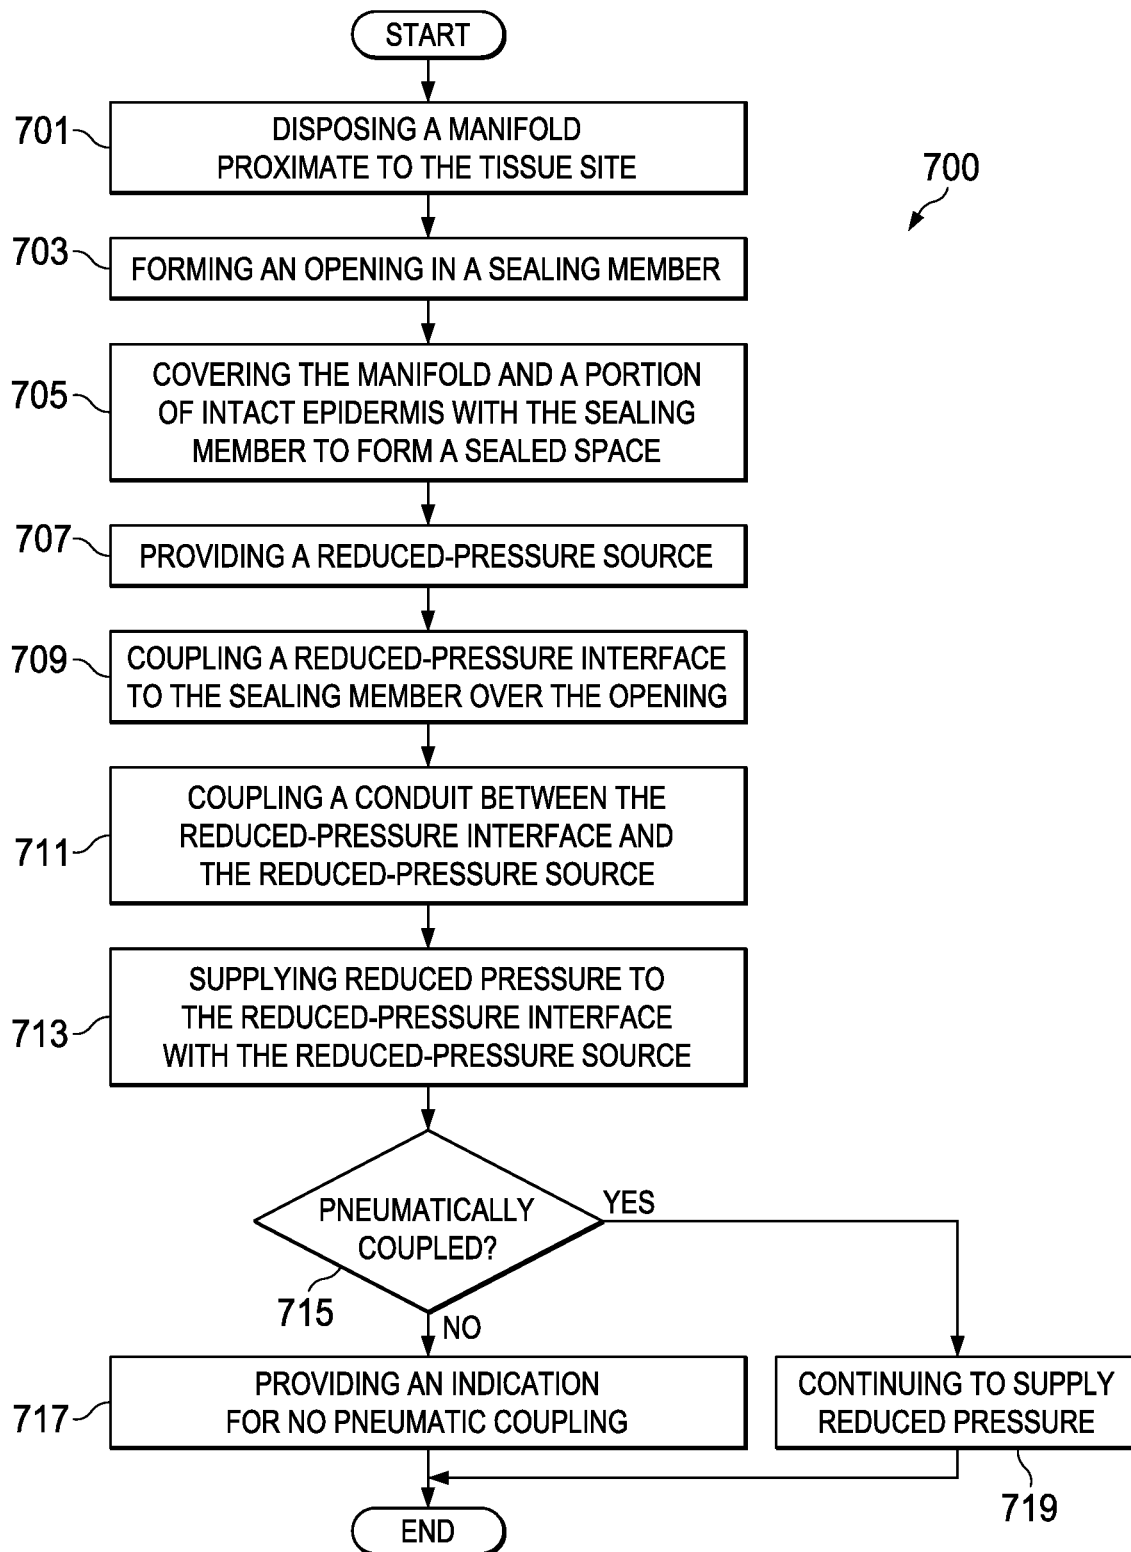 START
701
DISPOSING A MANIFOLD
PROXIMATE TO THE TISSUE SITE
700
703
FORMING AN OPENING IN A SEALING MEMBER
705
COVERING THE MANIFOLD AND A PORTION
OF INTACT EPIDERMIS WITH THE SEALING
MEMBER TO FORM A SEALED SPACE
707
PROVIDING A REDUCED-PRESSURE SOURCE
709
COUPLING A REDUCED-PRESSURE INTERFACE
TO THE SEALING MEMBER OVER THE OPENING
711
COUPLING A CONDUIT BETWEEN THE
REDUCED-PRESSURE INTERFACE AND
THE REDUCED-PRESSURE SOURCE
713
SUPPLYING REDUCED PRESSURE TO
THE REDUCED-PRESSURE INTERFACE
WITH THE REDUCED-PRESSURE SOURCE
PNEUMATICALLY
COUPLED?
YES
715
NO
717
PROVIDING AN INDICATION
FOR NO PNEUMATIC COUPLING
CONTINUING TO SUPPLY
REDUCED PRESSURE
719
END